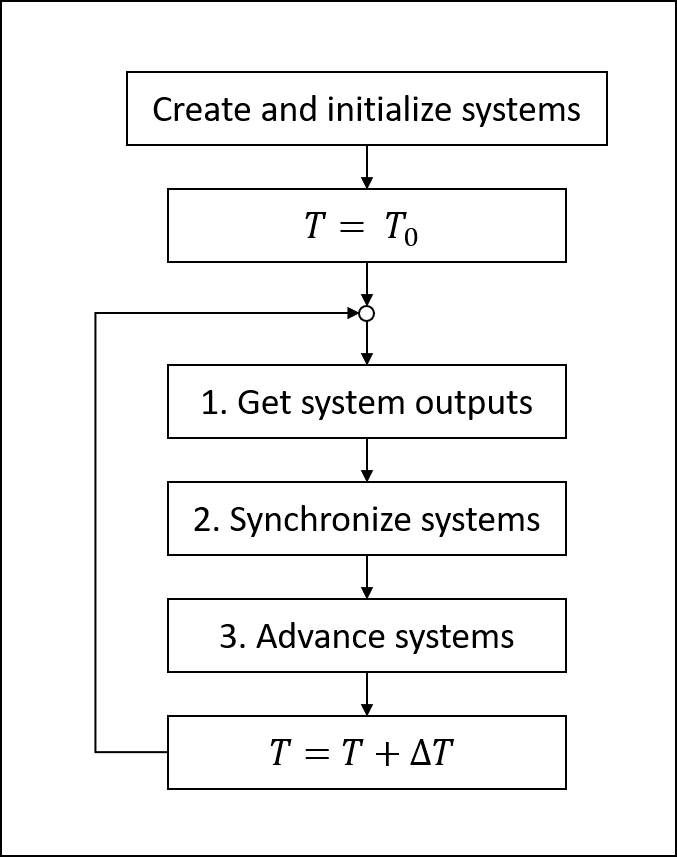 Create and initialize systems
T = T₀
1. Get system outputs
2. Synchronize systems
3. Advance systems
T = T + ΔT